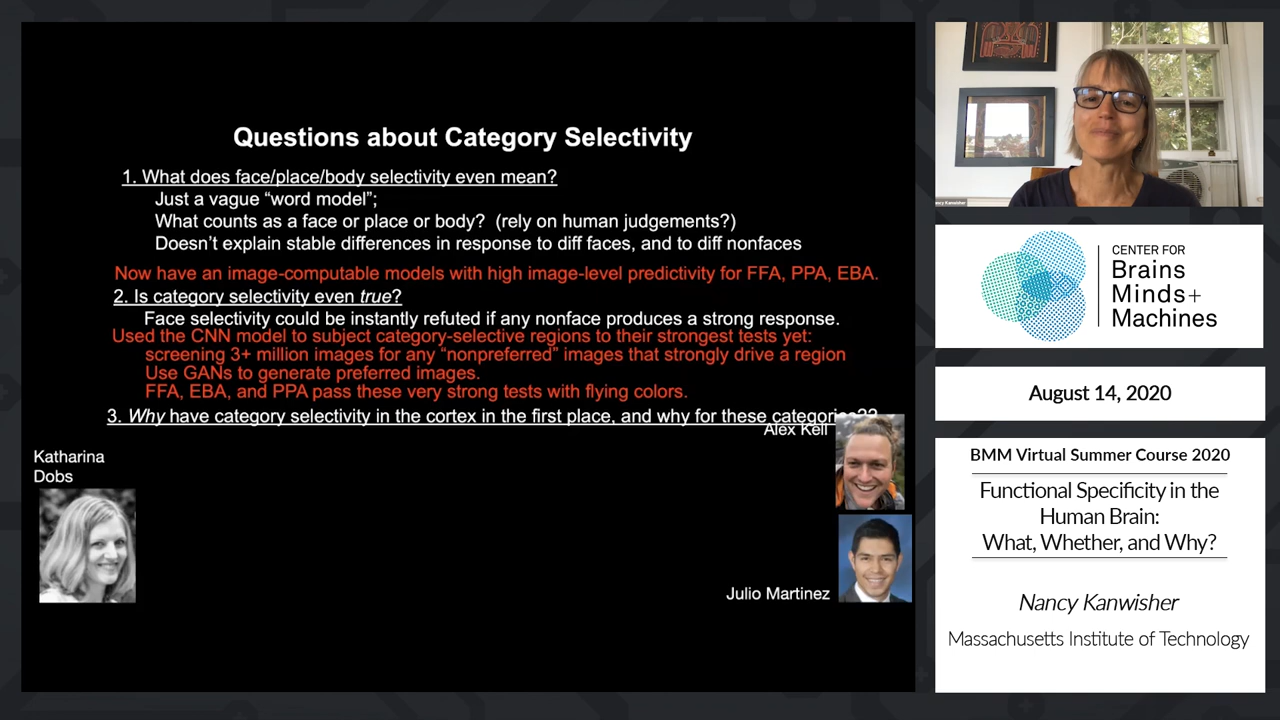 Questions about Category Selectivity
1. What does face/place/body selectivity even mean?
Just a vague “word model”;
What counts as a face or place or body? (rely on human judgements?)
Doesn’t explain stable differences in response to diff faces, and to diff nonfaces
Now have an image-computable models with high image-level predictivity for FFA, PPA, EBA.
2. Is category selectivity even true?
Face selectivity could be instantly refuted if any nonface produces a strong response.
Used the CNN model to subject category-selective regions to their strongest tests yet:
screening 3+ million images for any “nonpreferred” images that strongly drive a region
Use GANs to generate preferred images.
FFA, EBA, and PPA pass these very strong tests with flying colors.
3. Why have category selectivity in the cortex in the first place, and why for these categories??
Alex Kell
Katharina
Dobs
Julio Martinez
Nancy Kanwisher
CENTER FOR
Brains
Minds+
Machines
August 14, 2020
BMM Virtual Summer Course 2020
Functional Specificity in the
Human Brain:
What, Whether, and Why?
Nancy Kanwisher
Massachusetts Institute of Technology